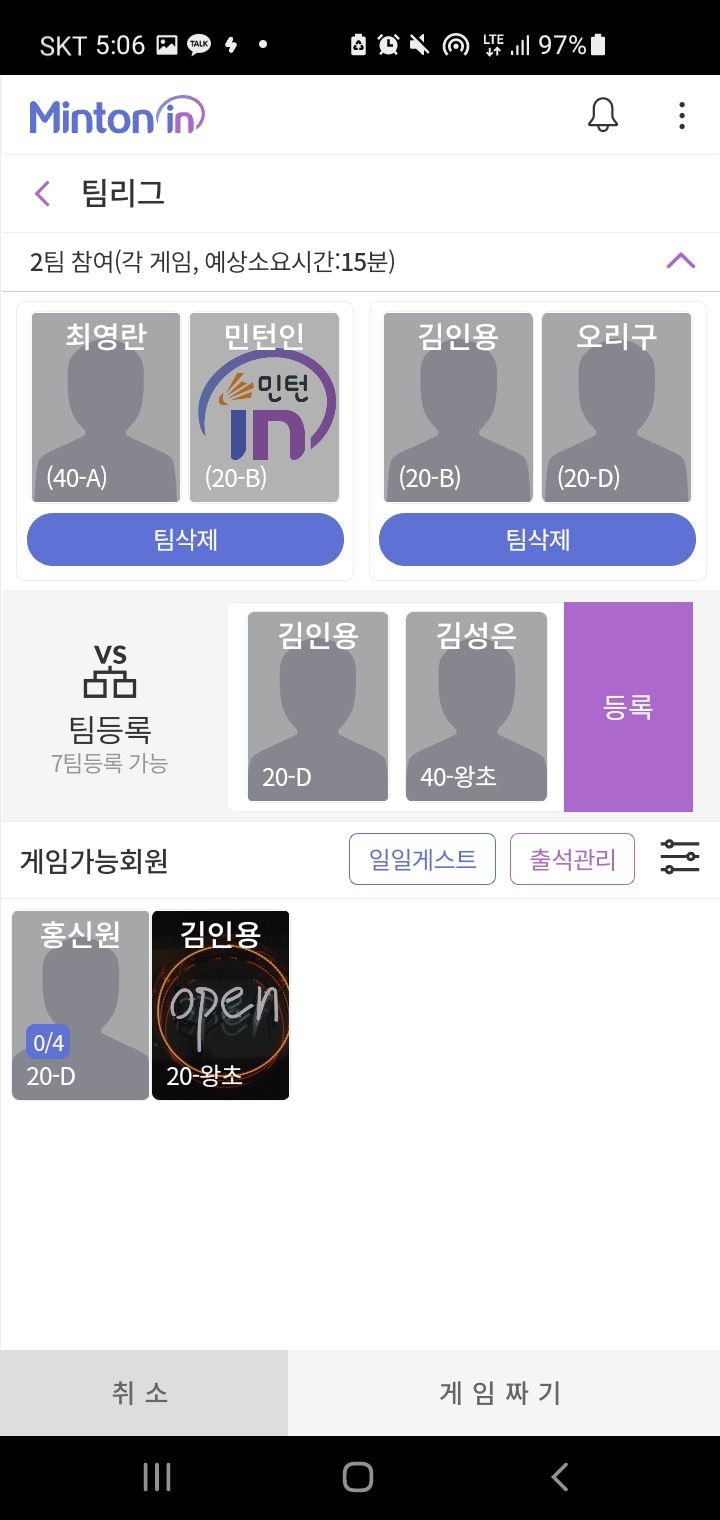 SKT 5:06 TALK LTE 97%
Minton in
팀리그
2팀 참여(각 게임, 예상소요시간:15분)
최영란 민턴인 김인용 오리구
민턴
in
(40-A) (20-B) (20-B) (20-D)
팀삭제 팀삭제
VS
팀등록
7팀등록 가능
김인용 김성은
20-D 40-왕초
등록
게임가능회원 일일게스트 출석관리
홍신원 김인용
open
0/4
20-D 20-왕초
취 소 게 임 짜 기